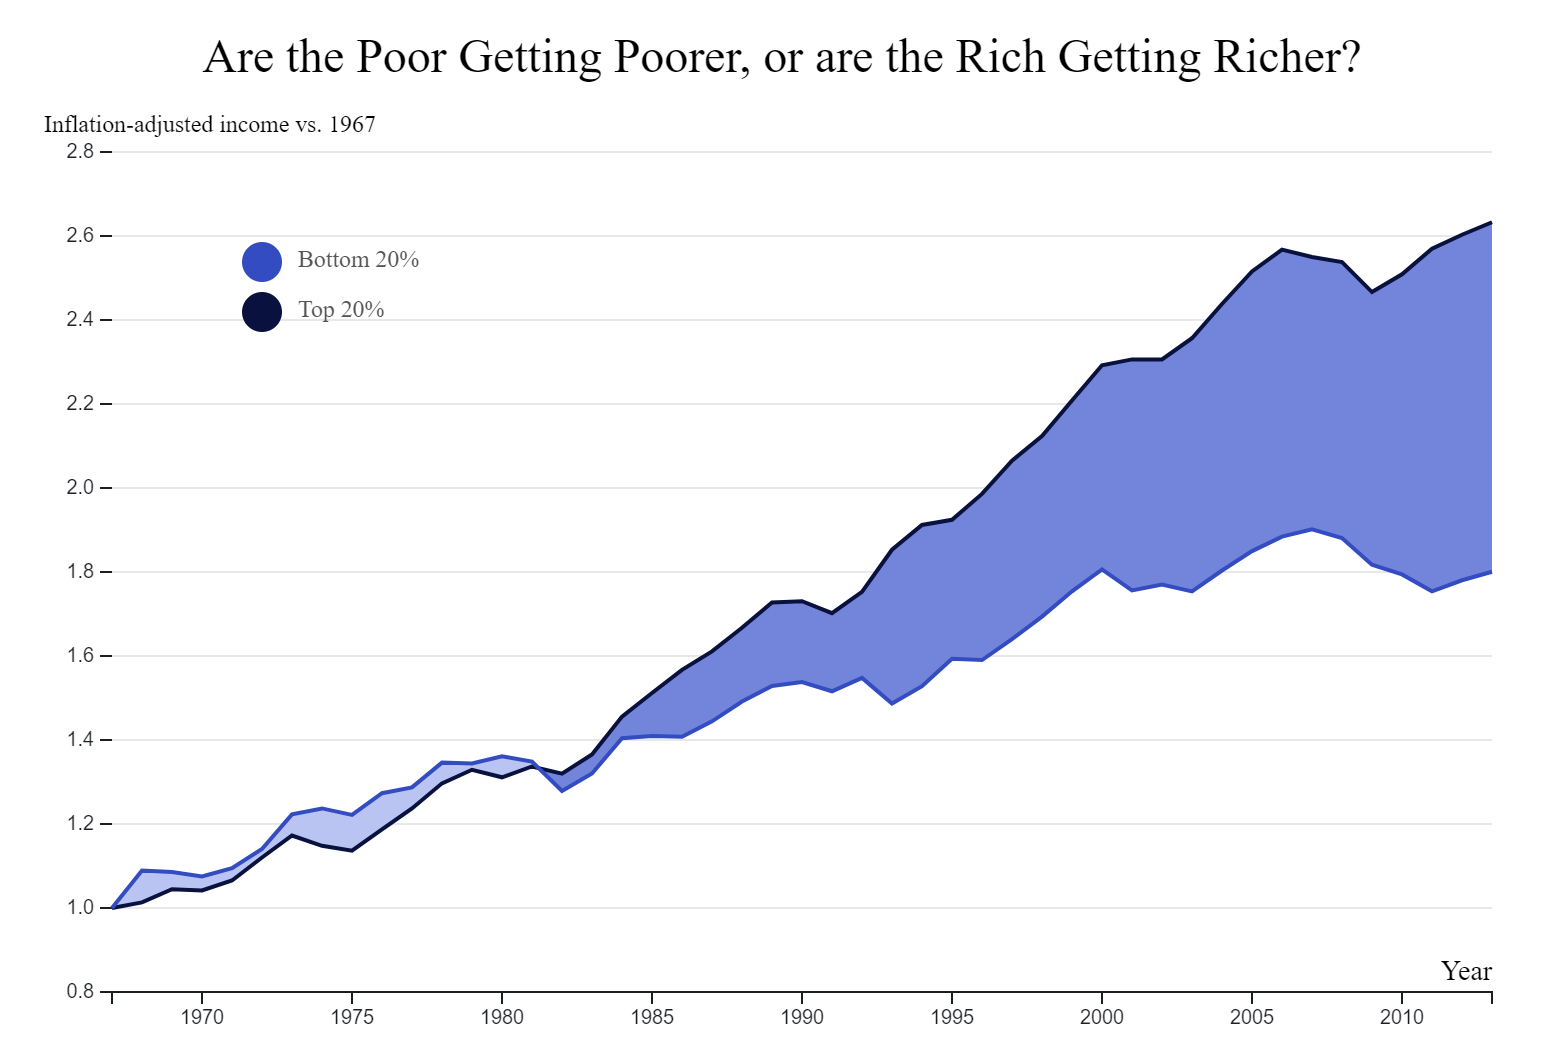 Are the Poor Getting Poorer, or are the Rich Getting Richer?
Inflation-adjusted income vs. 1967
2.8
2.6
Bottom 20%
Top 20%
2.4
2.2
2.0
1.8
1.6
1.4
1.2
1.0
Year
0.8
1970 1975 1980 1985 1990 1995 2000 2005 2010